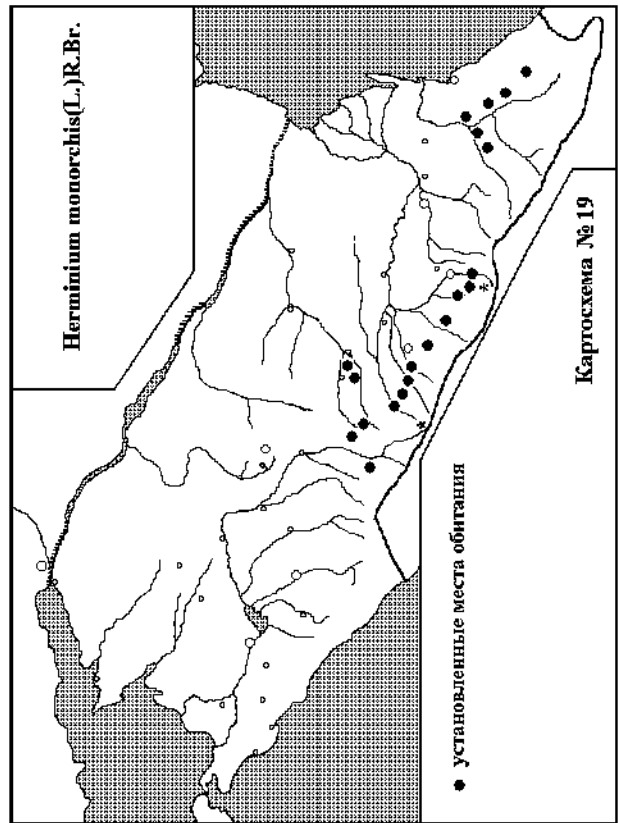 Herminium monorchis(L.)R.Br.
Картосхема №19
установленные места обитания